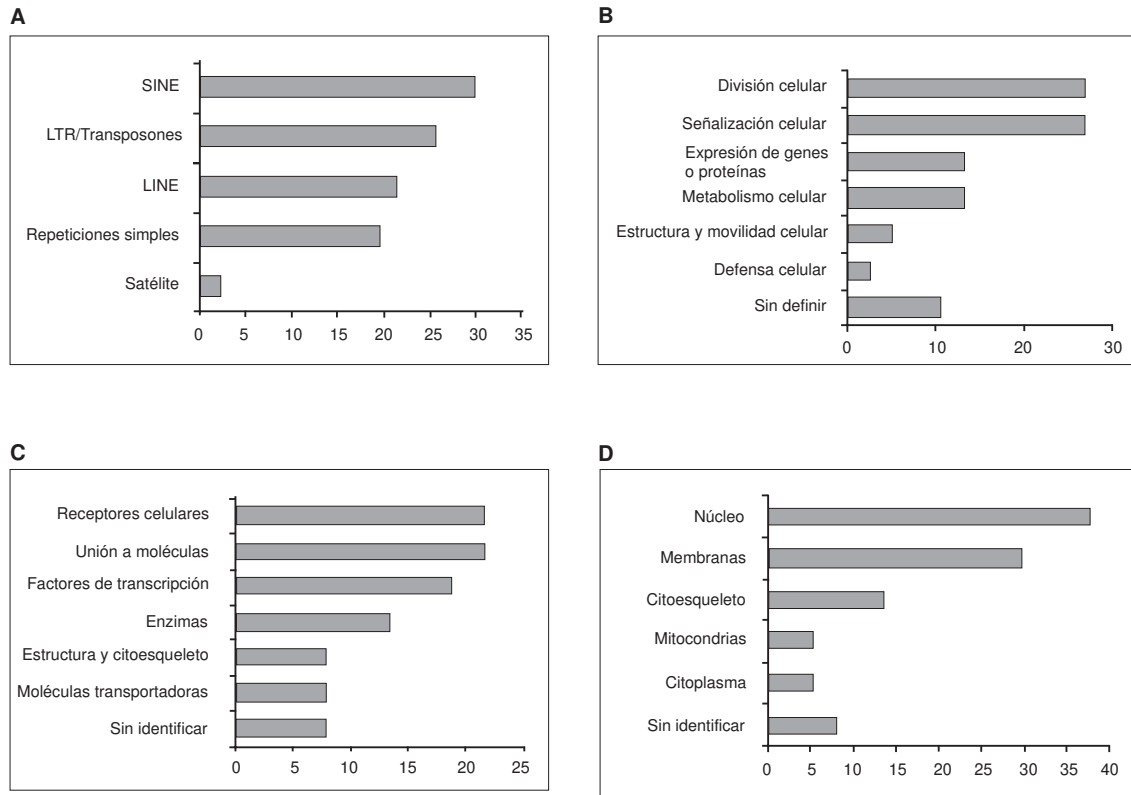 A
SINE
LTR/Transposones
LINE
Repeticiones simples
Satélite
0 5 10 15 20 25 30 35
B
División celular
Señalización celular
Expresión de genes
o proteínas
Metabolismo celular
Estructura y movilidad celular
Defensa celular
Sin definir
0 10 20 30
C
Receptores celulares
Unión a moléculas
Factores de transcripción
Enzimas
Estructura y citoesqueleto
Moléculas transportadoras
Sin identificar
0 5 10 15 20 25
D
Núcleo
Membranas
Citoesqueleto
Mitocondrias
Citoplasma
Sin identificar
0 5 10 15 20 25 30 35 40